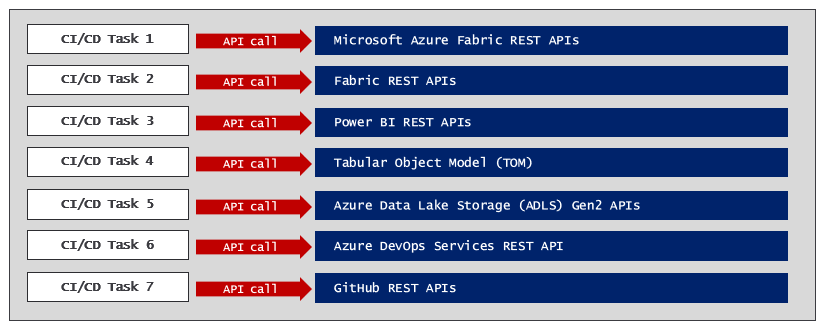 CI/CD Task 1 API call Microsoft Azure Fabric REST APIs
CI/CD Task 2 API call Fabric REST APIs
CI/CD Task 3 API call Power BI REST APIs
CI/CD Task 4 API call Tabular Object Model (TOM)
CI/CD Task 5 API call Azure Data Lake Storage (ADLS) Gen2 APIs
CI/CD Task 6 API call Azure DevOps Services REST API
CI/CD Task 7 API call GitHub REST APIs